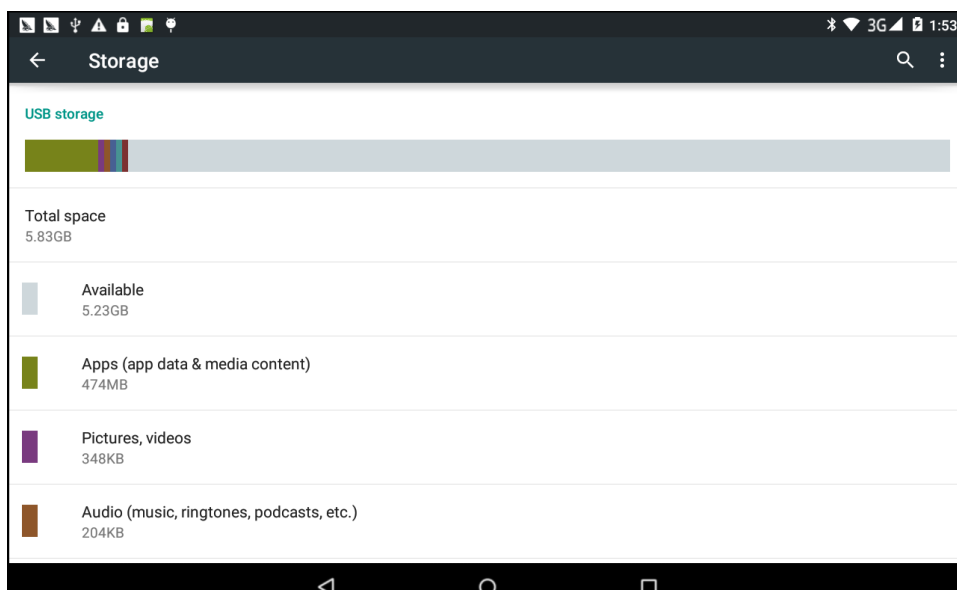 3G 1:53
Storage
USB storage
Total space
5.83GB
Available
5.23GB
Apps (app data & media content)
474MB
Pictures, videos
348KB
Audio (music, ringtones, podcasts, etc.)
204KB